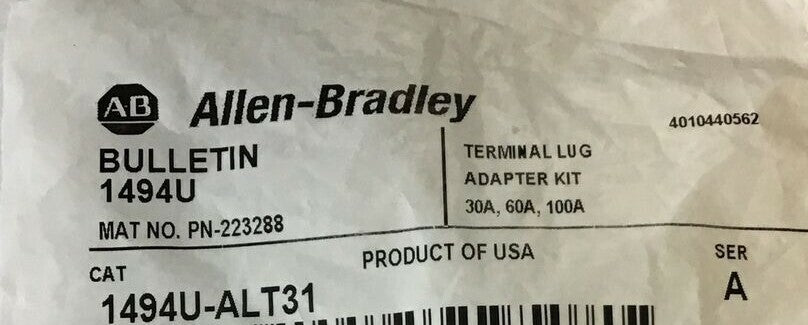 AB Allen-Bradley
4010440562
BULLETIN
1494U
MAT NO. PN-223288
TERMINAL LUG
ADAPTER KIT
30A, 60A, 100A
PRODUCT OF USA
CAT
1494U-ALT31
SER
A